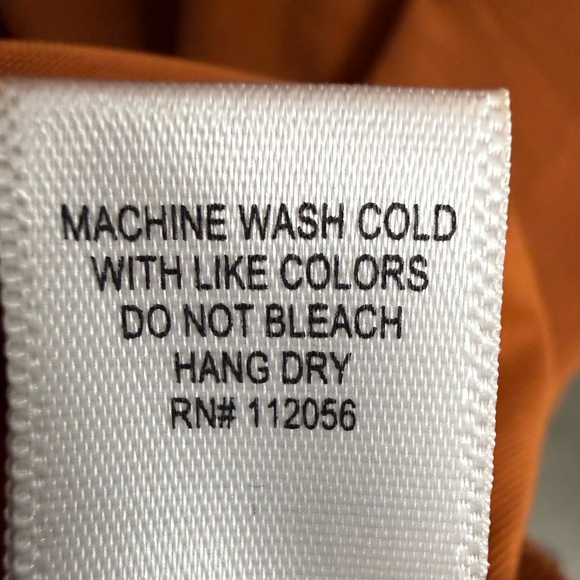 MACHINE WASH COLD
WITH LIKE COLORS
DO NOT BLEACH
HANG DRY
RN# 112056